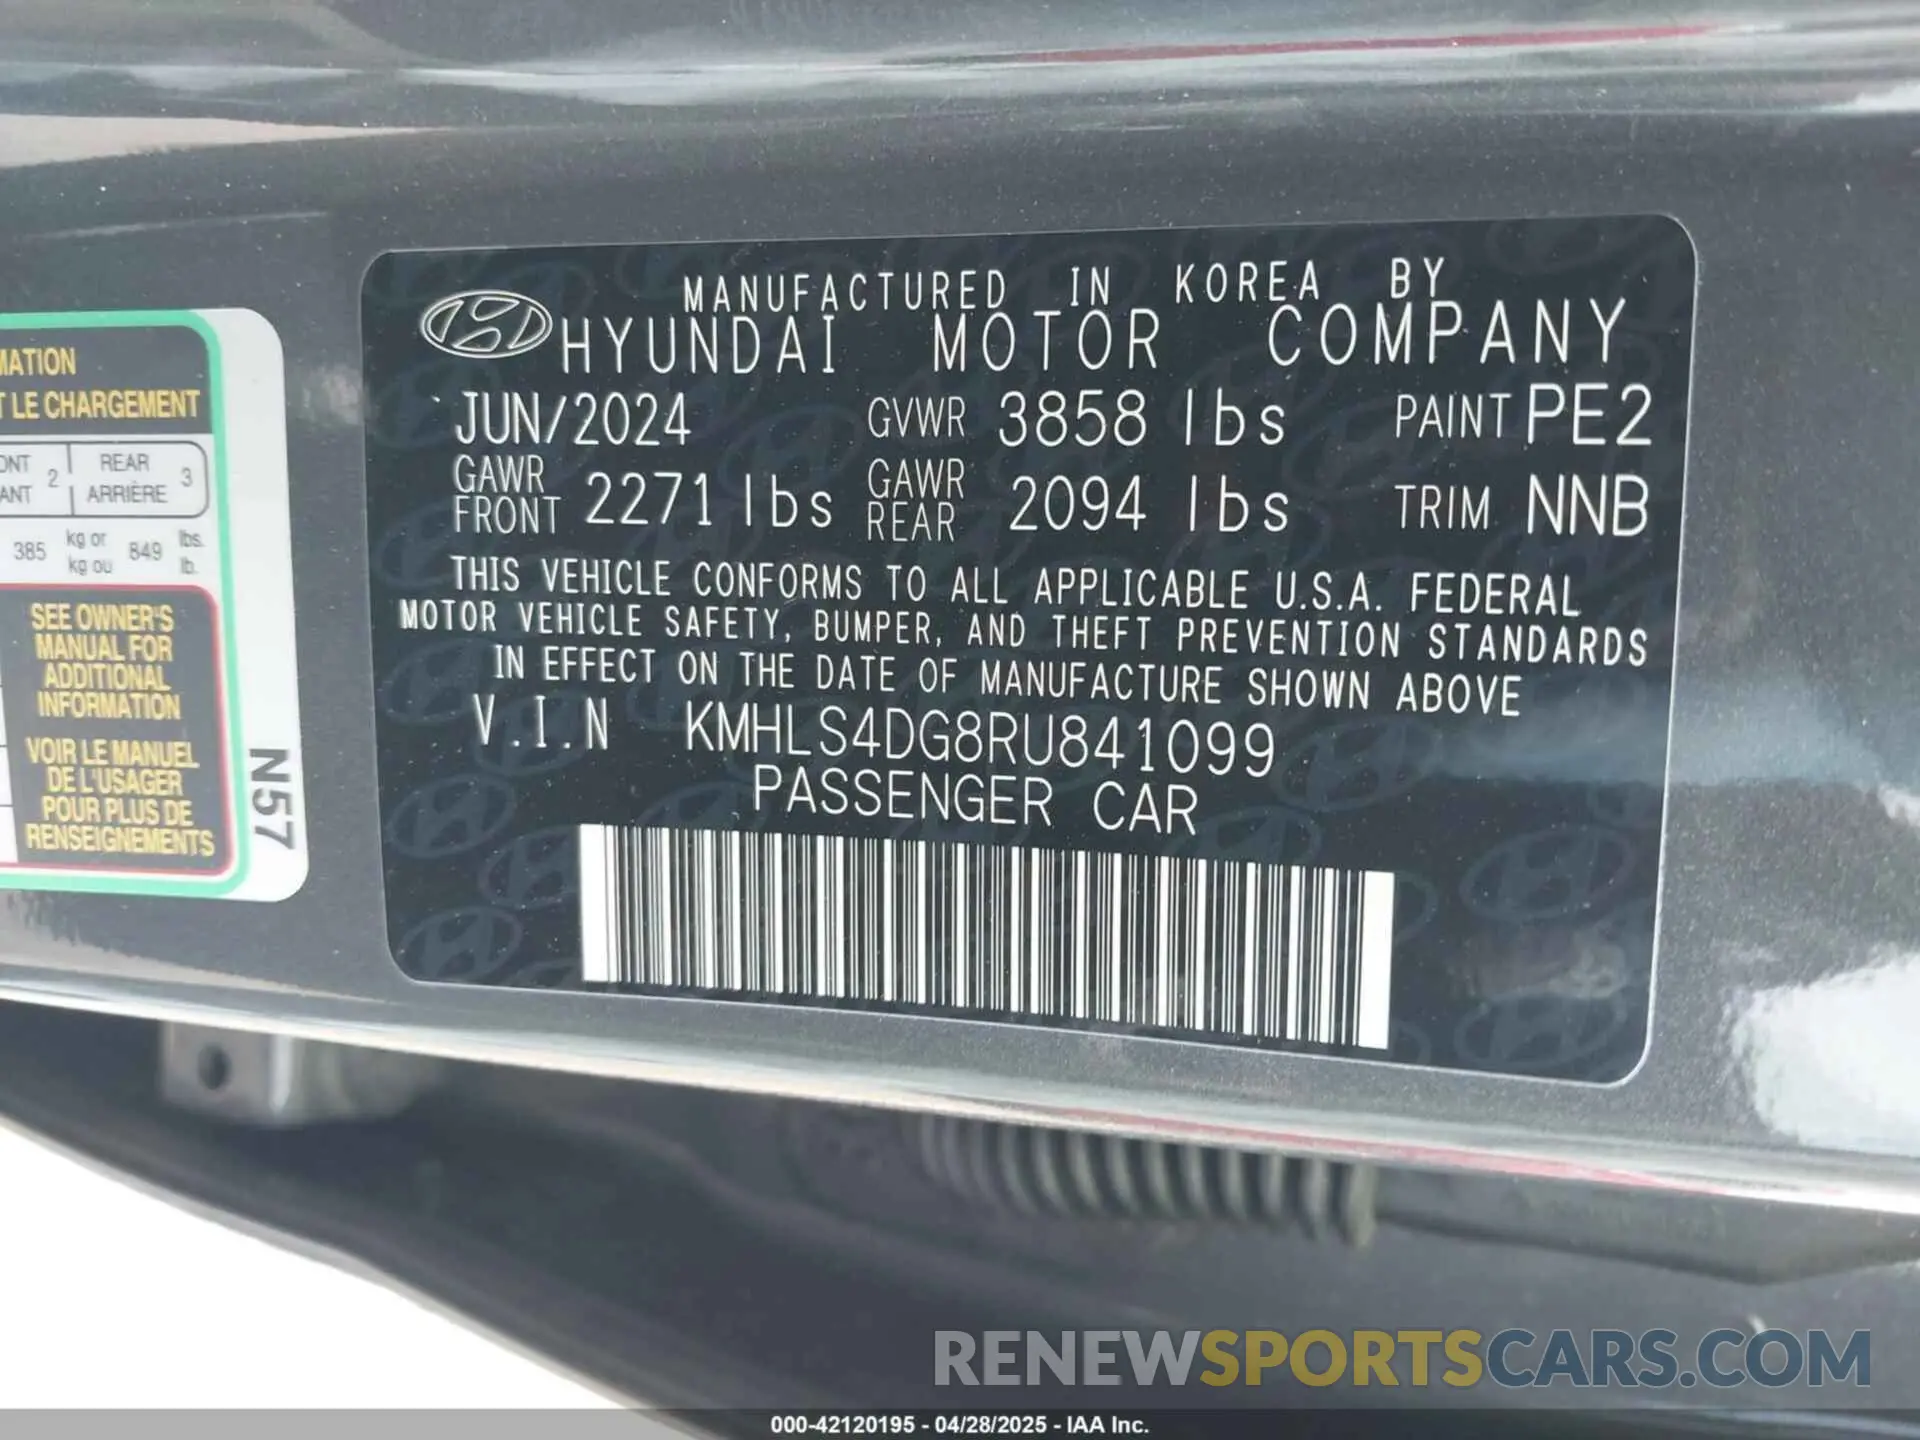 MANUFACTURED IN KOREA BY
HYUNDAI MOTOR COMPANY
JUN/2024 GVWR 3858 lbs PAINT PE2
GAWR FRONT 2271 lbs GAWR REAR 2094 lbs TRIM NNB
THIS VEHICLE CONFORMS TO ALL APPLICABLE U.S.A. FEDERAL
MOTOR VEHICLE SAFETY, BUMPER, AND THEFT PREVENTION STANDARDS
IN EFFECT ON THE DATE OF MANUFACTURE SHOWN ABOVE
V.I.N KMHLS4DG8RU841099
PASSENGER CAR
LE CHARGEMENT
2 REAR 3
ARRIÈRE
385 kg or 849 lbs.
kg ou lb.
SEE OWNER'S
MANUAL FOR
ADDITIONAL
INFORMATION
VOIR LE MANUEL
DE L'USAGER
POUR PLUS DE
RENSEIGNEMENTS
N57
RENEWSPORTSCARS.COM
000-42120195 - 04/28/2025 - IAA Inc.